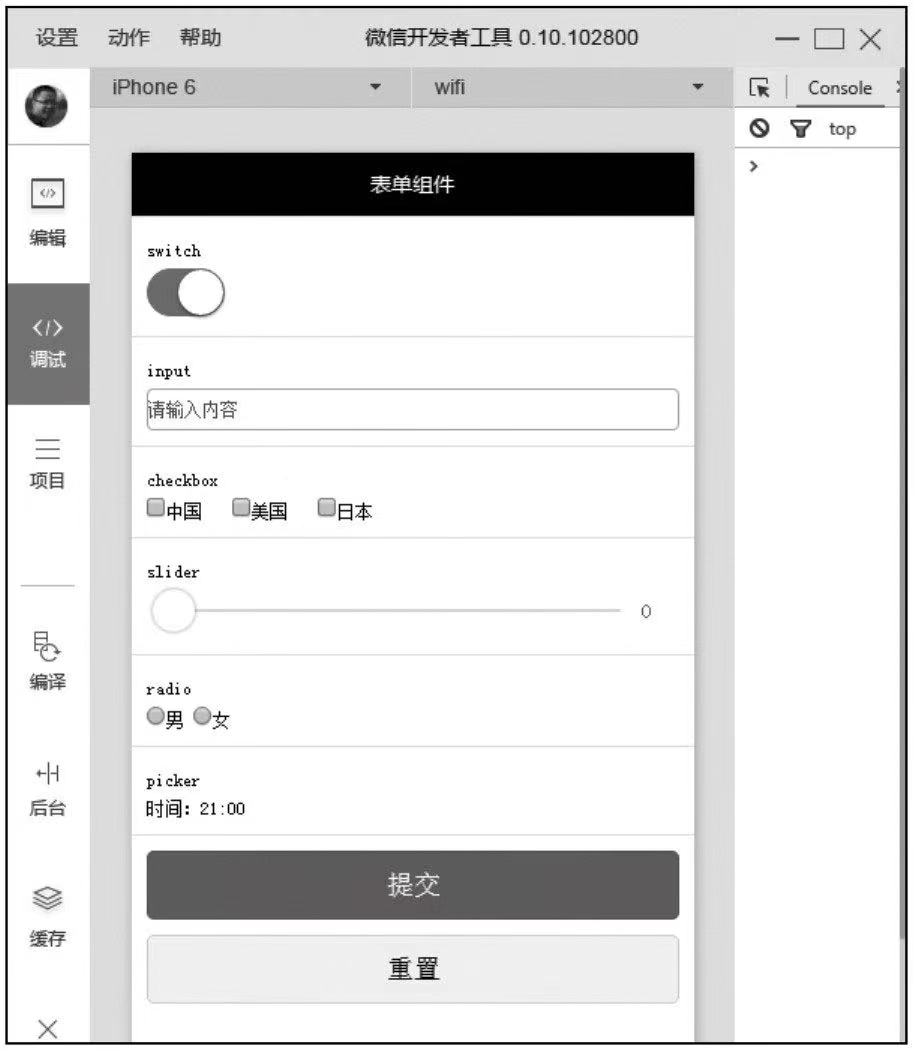 设置 动作 帮助 微信开发者工具 0.10.102800
iPhone 6 wifi Console
top
编辑
调试
项目
编译
后台
缓存
表单组件
switch
input
请输入内容
checkbox
中国 美国 日本
slider
0
radio
男 女
picker
时间：21:00
提交
重置